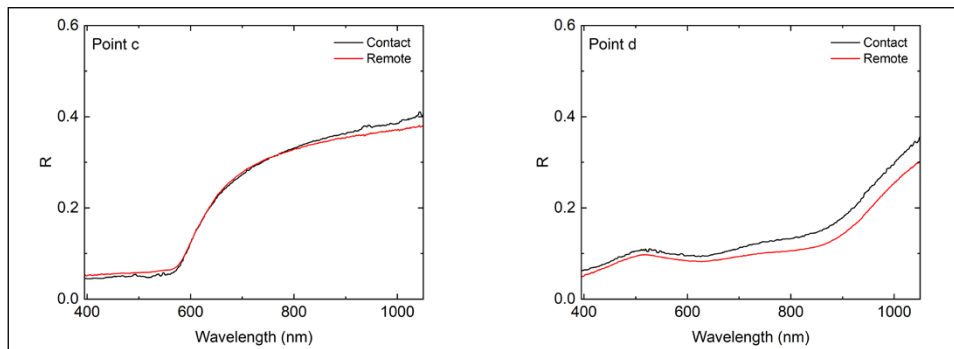 Point c
Contact
Remote
0.6
0.4
0.2
0.0
R
400
600
800
1000
Wavelength (nm)
Point d
Contact
Remote
0.6
0.4
0.2
0.0
R
400
600
800
1000
Wavelength (nm)